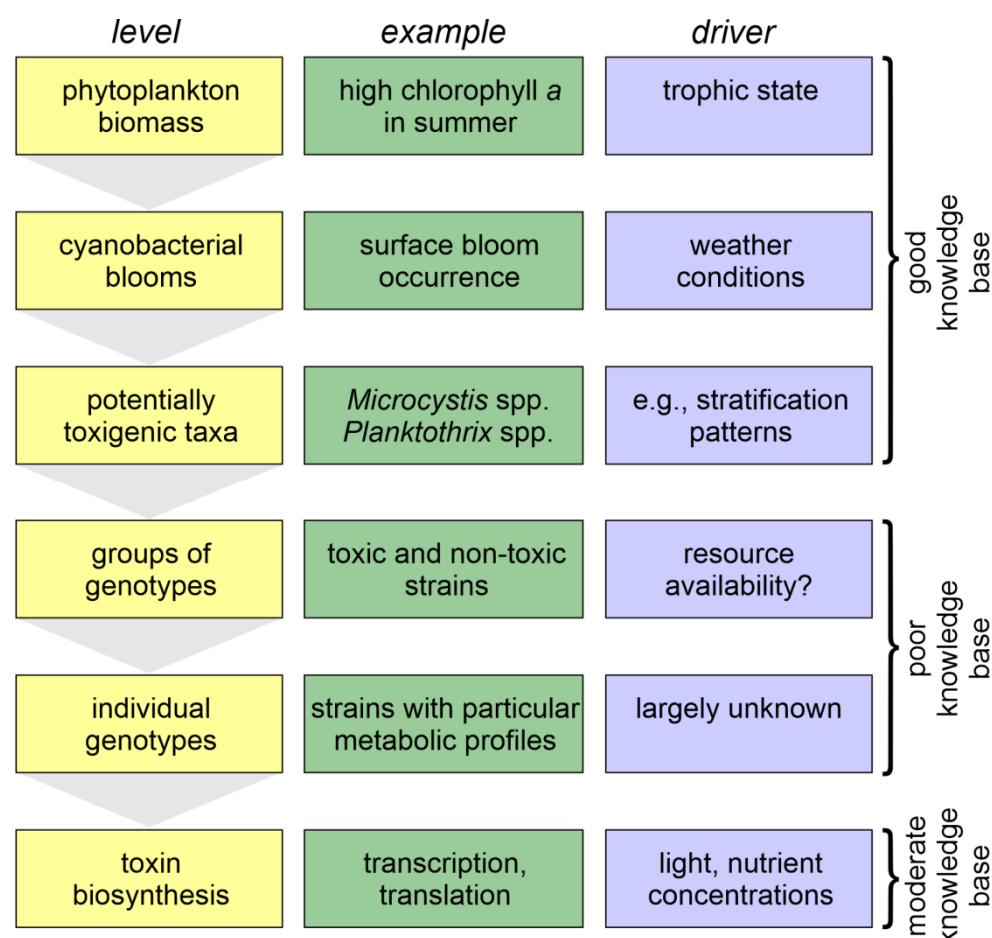 level example driver
phytoplankton
biomass
high chlorophyll a
in summer
trophic state
cyanobacterial
blooms
surface bloom
occurrence
weather
conditions
potentially
toxigenic taxa
Microcystis spp.
Planktothrix spp.
e.g., stratification
patterns
good
knowledge
base
groups of
genotypes
toxic and non-toxic
strains
resource
availability?
individual
genotypes
strains with particular
metabolic profiles
largely unknown
poor
knowledge
base
toxin
biosynthesis
transcription,
translation
light, nutrient
concentrations
moderate
knowledge
base